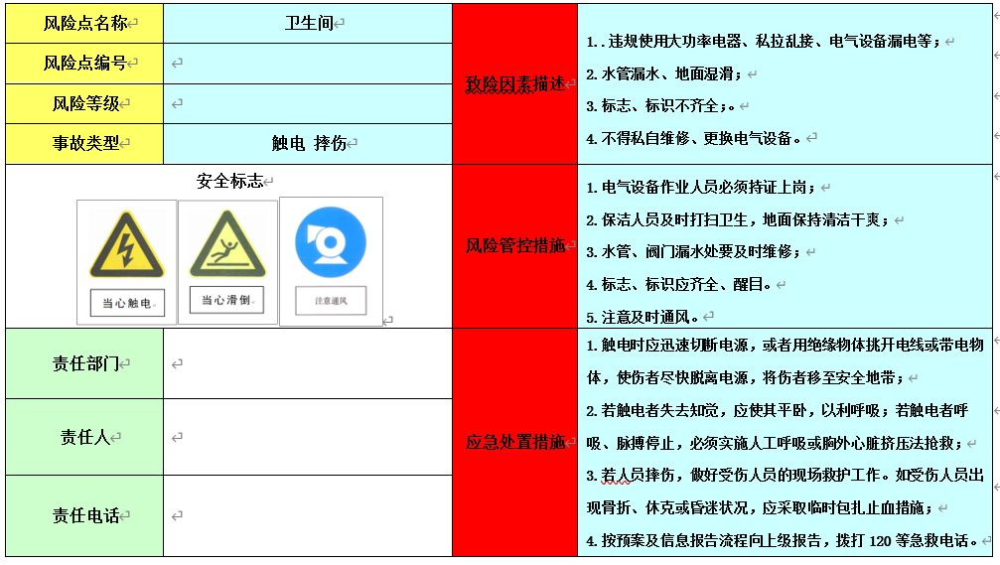 风险点名称
卫生间
风险点编号
风险等级
事故类型
触电 摔伤
致险因素描述
1..违规使用大功率电器、私拉乱接、电气设备漏电等；
2.水管漏水、地面湿滑；
3.标志、标识不齐全；。
4.不得私自维修、更换电气设备。
安全标志
当心触电
当心滑倒
注意通风
风险管控措施
1.电气设备作业人员必须持证上岗；
2.保洁人员及时打扫卫生，地面保持清洁干爽；
3.水管、阀门漏水处要及时维修；
4.标志、标识应齐全、醒目。
5.注意及时通风。
责任部门
责任人
责任电话
应急处置措施
1.触电时应迅速切断电源，或者用绝缘物体挑开电线或带电物
体，使伤者尽快脱离电源，将伤者移至安全地带；
2.若触电者失去知觉，应使其平卧，以利呼吸；若触电者呼
吸、脉搏停止，必须实施人工呼吸或胸外心脏挤压法抢救；
3.若人员摔伤，做好受伤人员的现场救护工作。如受伤人员出
现骨折、休克或昏迷状况，应采取临时包扎止血措施；
4.按预案及信息报告流程向上级报告，拨打 120 等急救电话。